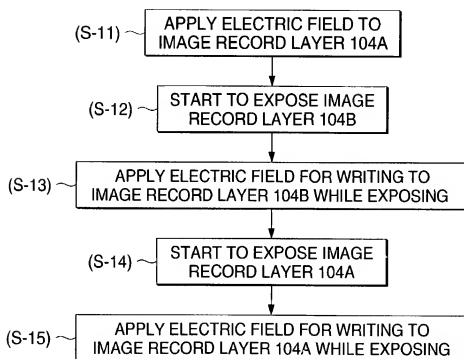 (S-11)
APPLY ELECTRIC FIELD TO
IMAGE RECORD LAYER 104A
(S-12)
START TO EXPOSE IMAGE
RECORD LAYER 104B
(S-13)
APPLY ELECTRIC FIELD FOR WRITING TO
IMAGE RECORD LAYER 104B WHILE EXPOSING
(S-14)
START TO EXPOSE IMAGE
RECORD LAYER 104A
(S-15)
APPLY ELECTRIC FIELD FOR WRITING TO
IMAGE RECORD LAYER 104A WHILE EXPOSING